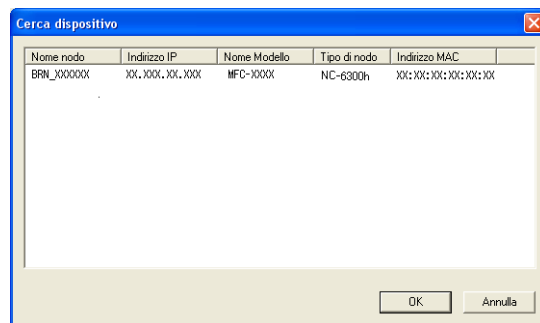 Cerca dispositivo
Nome nodo Indirizzo IP Nome Modello Tipo di nodo Indirizzo MAC
BRN_XXXXXX XX.XXX.XX.XXX MFC-XXXX NC-6300h XX:XX:XX:XX:XX:XX
OK Annulla